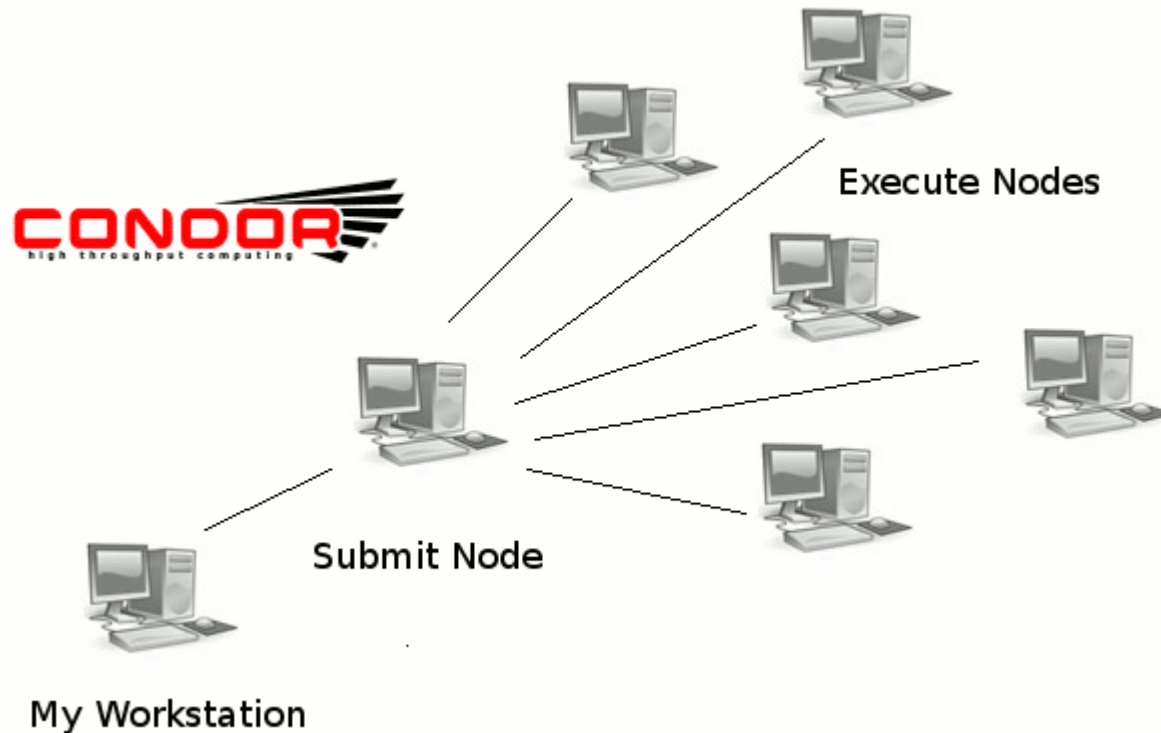 Execute Nodes
CONDOR
high throughput computing
Submit Node
My Workstation